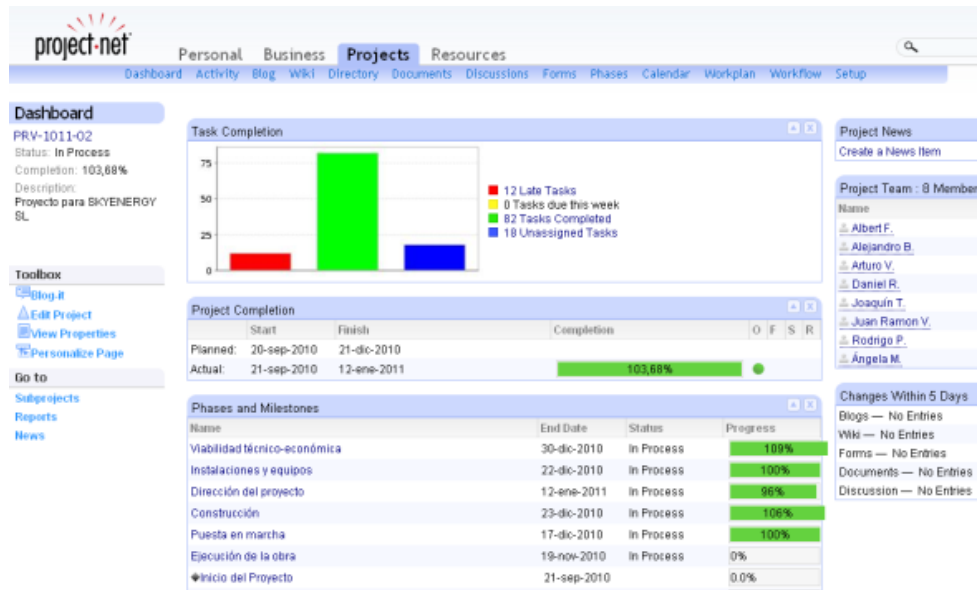 project·net
Personal Business Projects Resources
Dashboard Activity Blog Wiki Directory Documents Discussions Forms Phases Calendar Workplan Workflow Setup
Dashboard
PRV-1011-02
Status: In Process
Completion: 103,68%
Description:
Proyecto para SKYENERGY
SL
Toolbox
Blog-it
Edit Project
View Properties
Personalize Page
Go to
Subprojects
Reports
News
Task Completion
75
50
25
0
12 Late Tasks
0 Tasks due this week
82 Tasks Completed
18 Unassigned Tasks
Project Completion
Start Finish Completion O F S R
Planned: 20-sep-2010 21-dic-2010
Actual: 21-sep-2010 12-ene-2011 103,68%
Phases and Milestones
Name End Date Status Progress
Viabilidad técnico-económica 30-dic-2010 In Process 109%
Instalaciones y equipos 22-dic-2010 In Process 100%
Dirección del proyecto 12-ene-2011 In Process 96%
Construcción 23-dic-2010 In Process 106%
Puesta en marcha 17-dic-2010 In Process 100%
Ejecución de la obra 19-nov-2010 In Process 0%
Inicio del Proyecto 21-sep-2010 0.0%
Project News
Create a News Item
Project Team : 8 Member
Name
Albert F.
Alejandro B.
Arturo V.
Daniel R.
Joaquín T.
Juan Ramon V.
Rodrigo P.
Ángela M.
Changes Within 5 Days
Blogs — No Entries
Wiki — No Entries
Forms — No Entries
Documents — No Entries
Discussion — No Entries